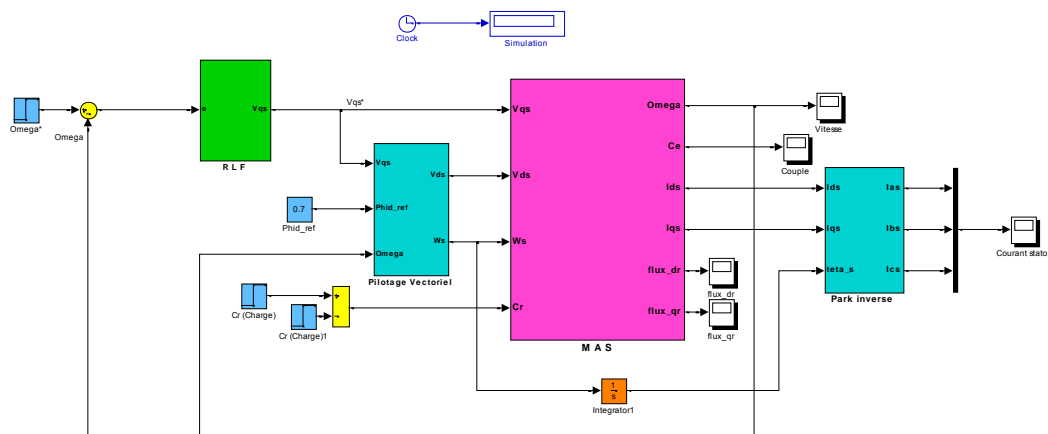 Clock
Simulation
Omega*
Omega
e
Vqs
R L F
Vqs*
Vqs
Phid_ref
Omega
Vds
Ws
Pilotage Vectoriel
0.7
Phid_ref
Cr (Charge)
Cr (Charge)1
Vqs
Vds
Ws
Cr
Omega
Ce
Ids
Iqs
flux_dr
flux_qr
M A S
Vitesse
Couple
flux_dr
flux_qr
1
s
Integrator1
Ids
Iqs
teta_s
Ias
Ibs
Ics
Park inverse
Courant stato